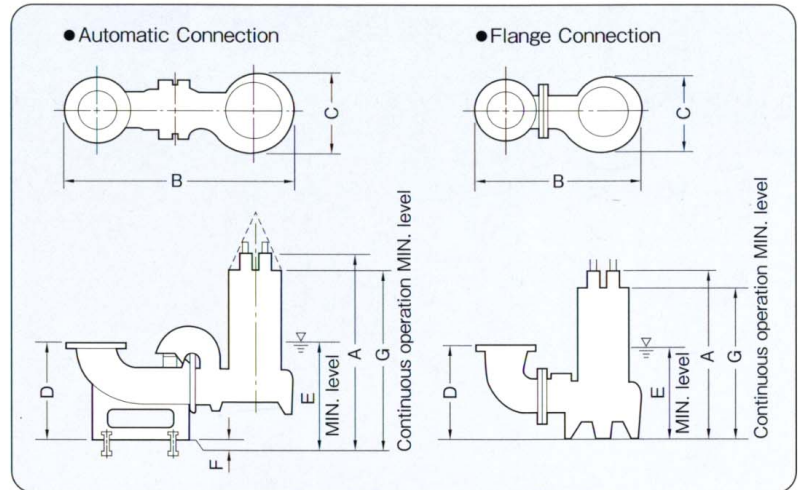 ● Automatic Connection
● Flange Connection
C
B
C
B
D
F
E
MIN. level
A
G
Continuous operation MIN. level
D
E
MIN. level
A
G
Continuous operation MIN. level